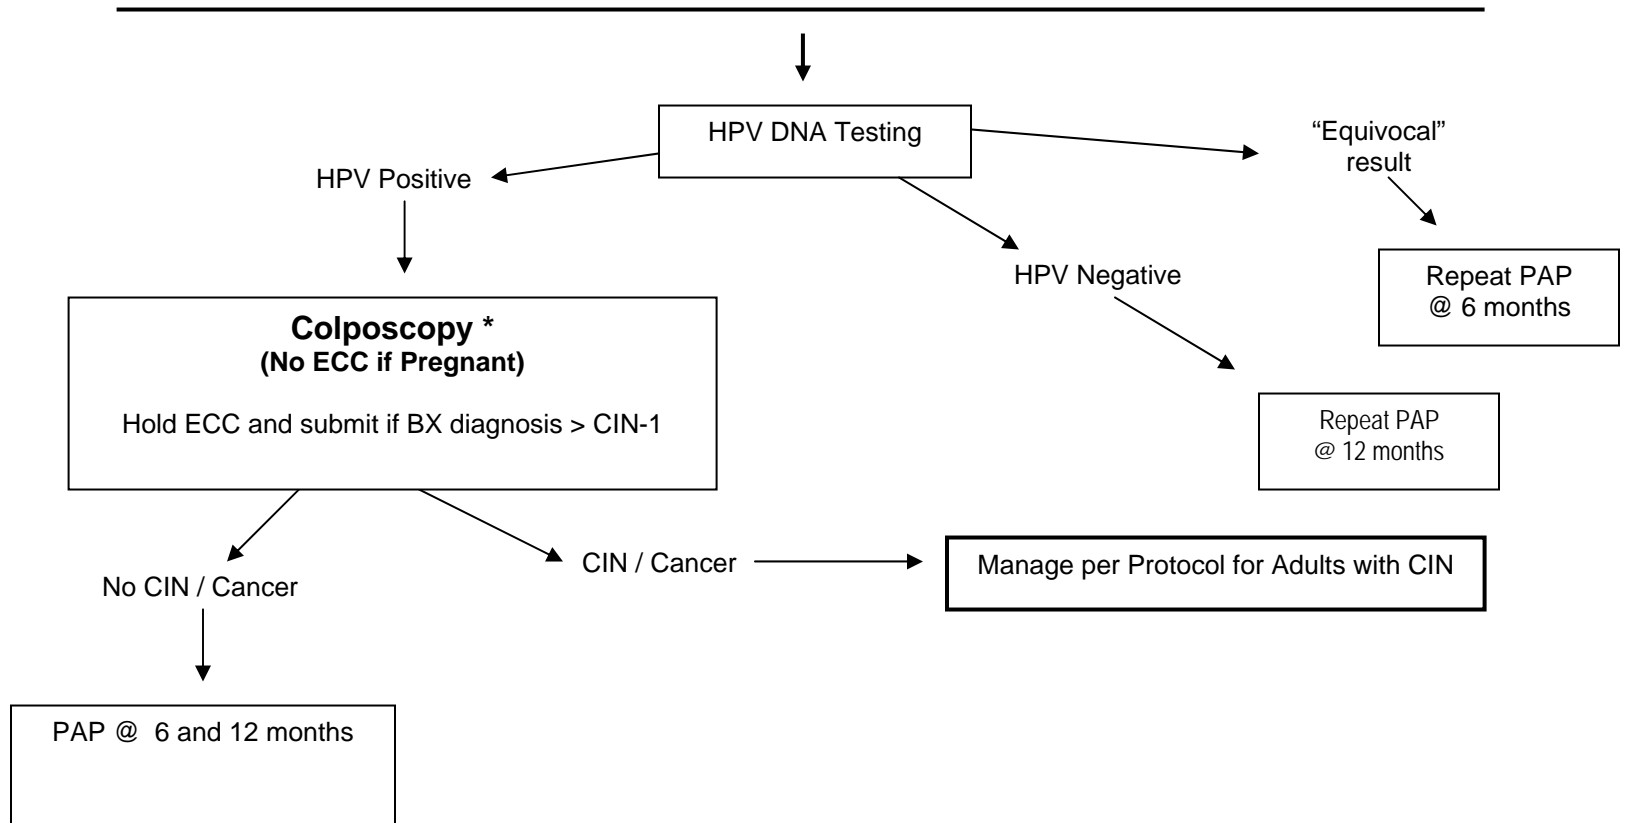 HPV DNA Testing
“Equivocal”
result
HPV Positive
HPV Negative
Repeat PAP
@ 6 months
Colposcopy *
(No ECC if Pregnant)
Hold ECC and submit if BX diagnosis > CIN-1
Repeat PAP
@ 12 months
No CIN / Cancer
CIN / Cancer
Manage per Protocol for Adults with CIN
PAP @  6 and 12 months